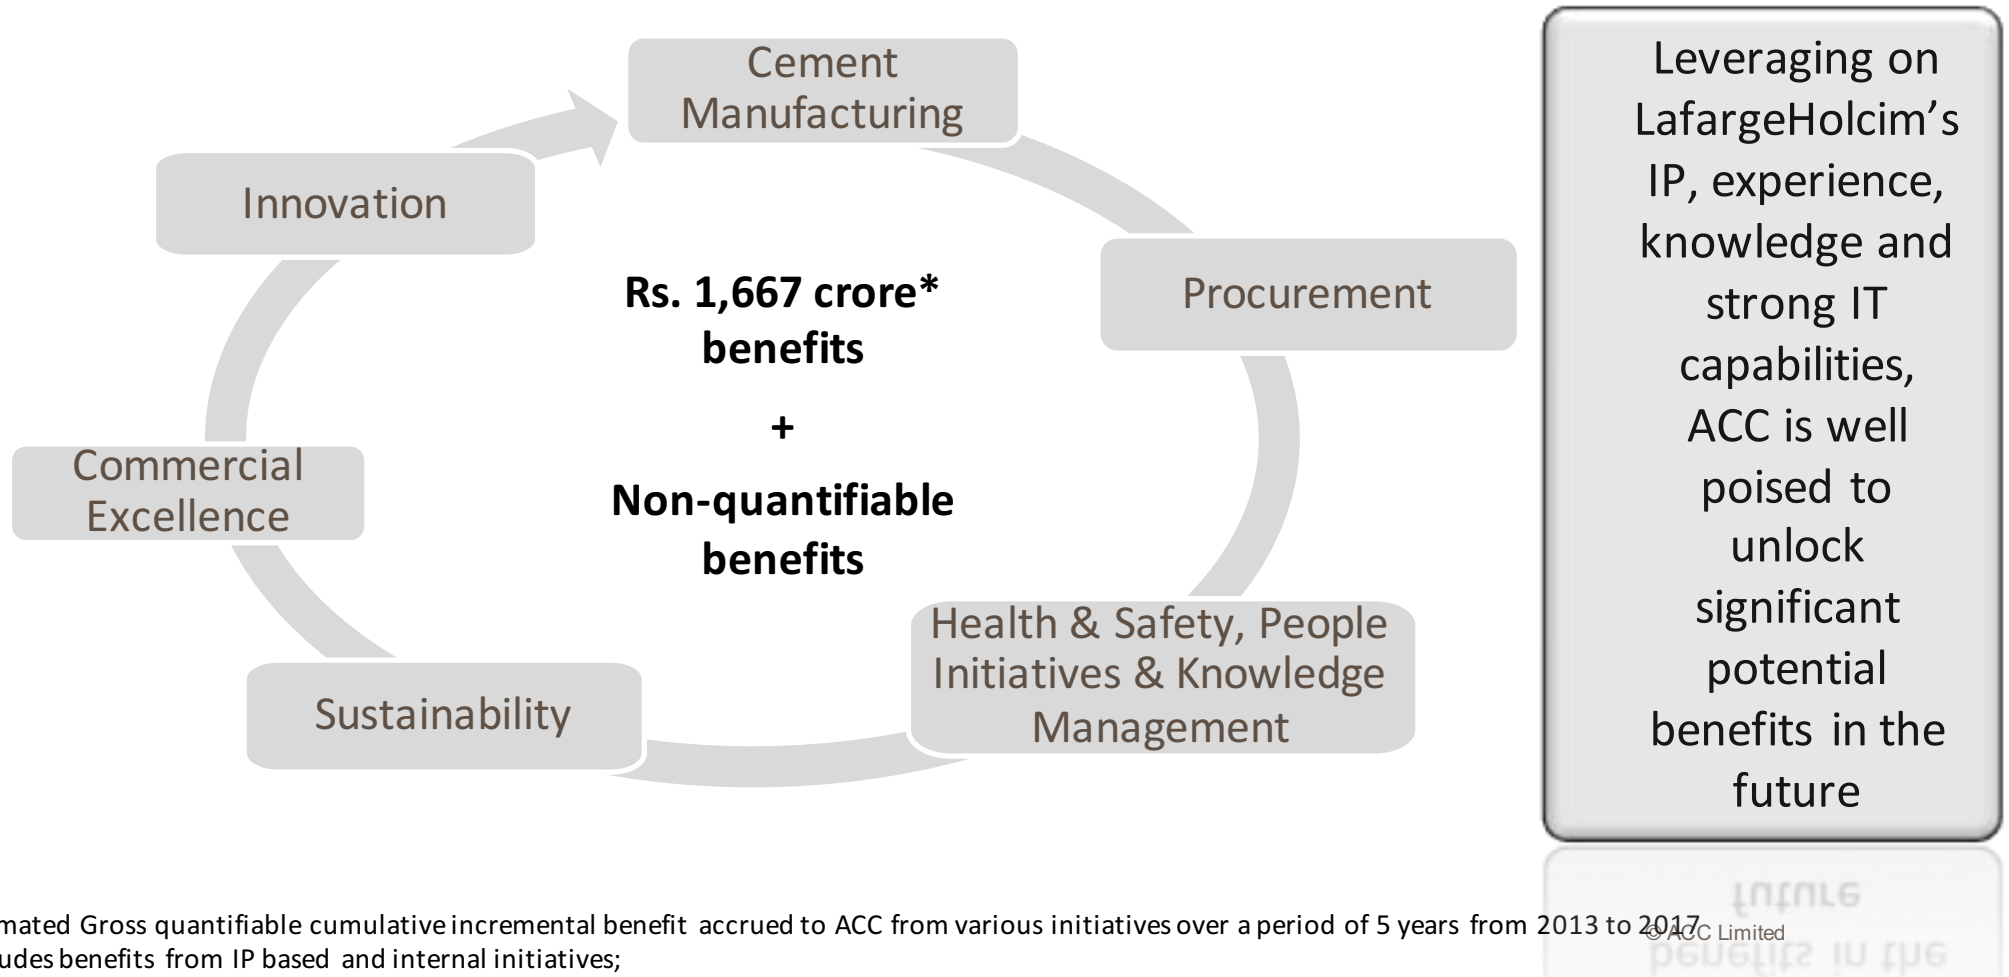 Cement
Manufacturing
Procurement
Health & Safety, People
Initiatives & Knowledge
Management
Sustainability
Commercial
Excellence
Innovation
Rs. 1,667 crore*
benefits
+
Non-quantifiable
benefits
Leveraging on
LafargeHolcim’s
IP, experience,
knowledge and
strong IT
capabilities,
ACC is well
poised to
unlock
significant
potential
benefits in the
future
Gross quantifiable cumulative incremental benefit accrued to ACC from various initiatives over a period of 5 years from 2013 to 2017
benefits from IP based and internal initiatives;
© ACC Limited